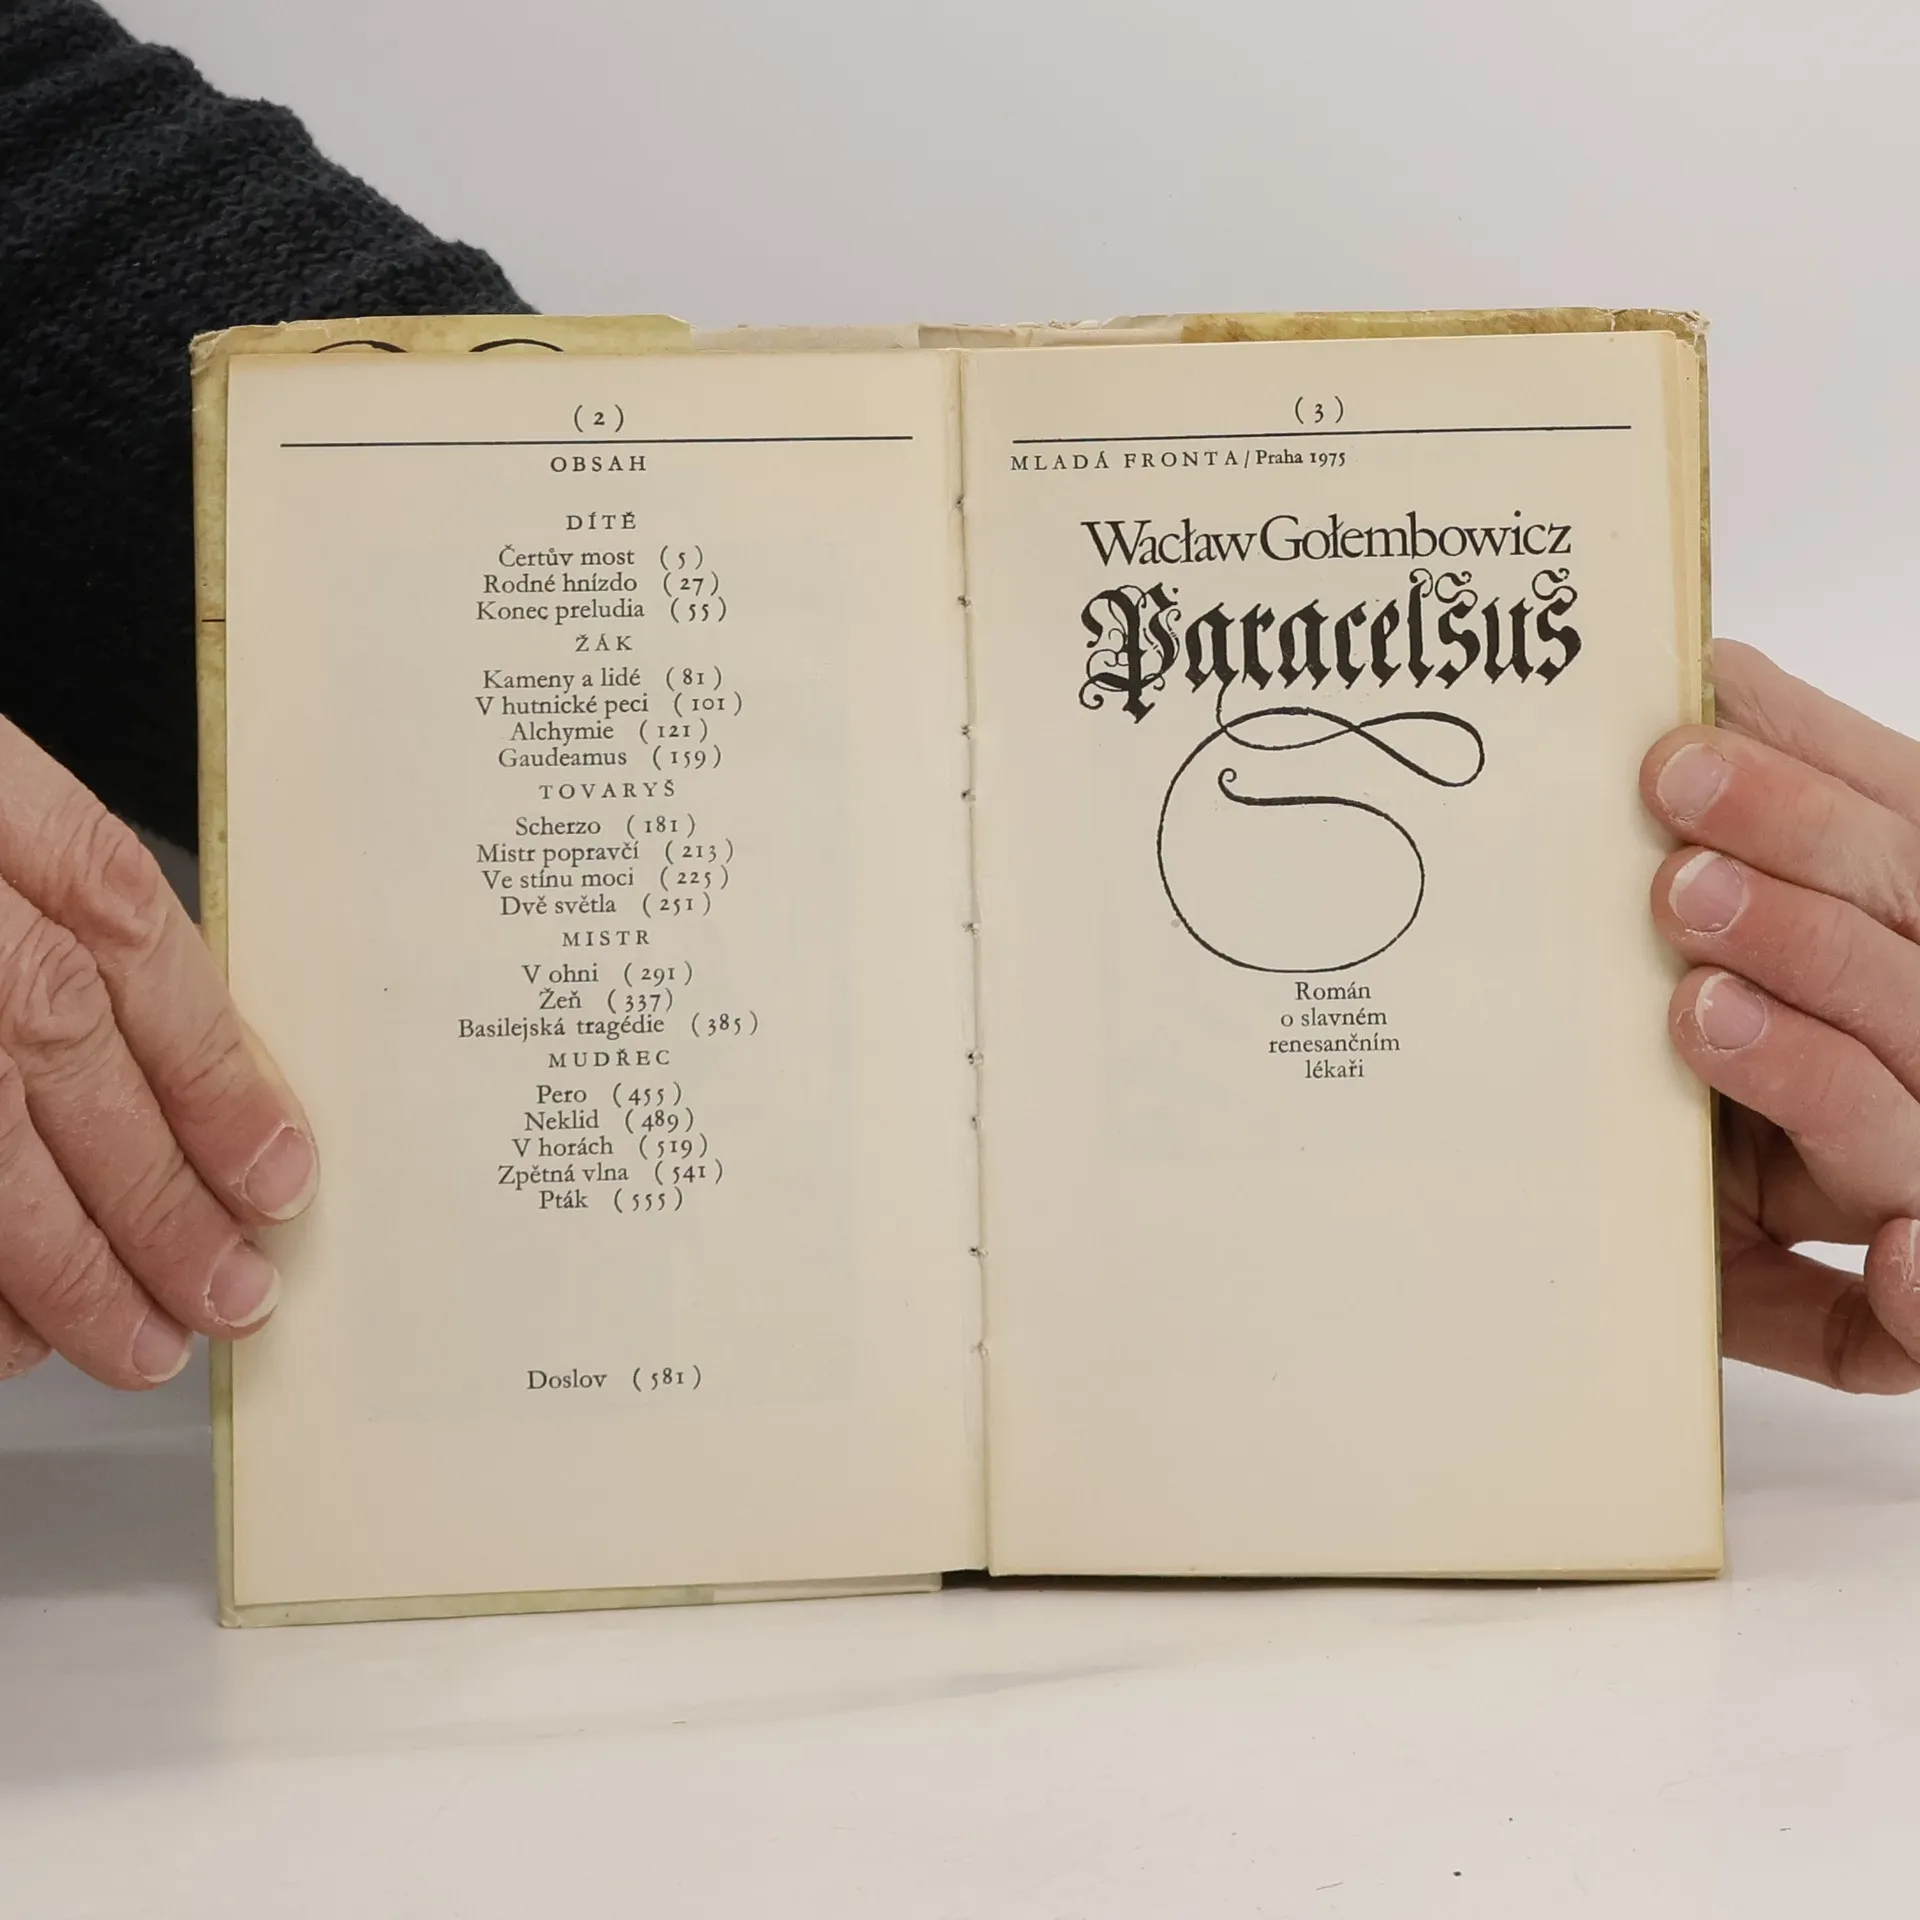 ( 2 )
OBSAH
DÍTĚ
Čertův most ( 5 )
Rodné hnízdo ( 27 )
Konec preludia ( 55 )
ŽÁK
Kameny a lidé ( 81 )
V hutnické peci ( 101 )
Alchymie ( 121 )
Gaudeamus ( 159 )
TOVARYŠ
Scherzo ( 181 )
Mistr popravčí ( 213 )
Ve stínu moci ( 225 )
Dvě světla ( 251 )
MISTR
V ohni ( 291 )
Žeň ( 337 )
Basilejská tragédie ( 385 )
MUDŘEC
Pero ( 455 )
Neklid ( 489 )
V horách ( 519 )
Zpětná vlna ( 541 )
Pták ( 555 )
Doslov ( 581 )
( 3 )
MLADÁ FRONTA / Praha 1975
Wacław Gołembowicz
Paracelsus
Román
o slavném
renesančním
lékaři